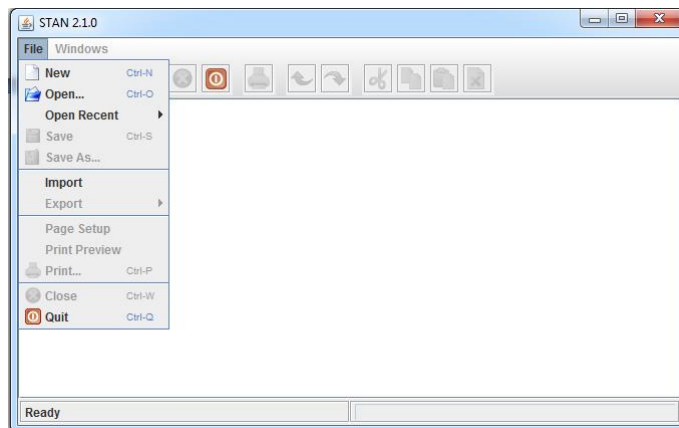 STAN 2.1.0
File Windows
New Ctrl-N
Open... Ctrl-O
Open Recent
Save Ctrl-S
Save As...
Import
Export
Page Setup
Print Preview
Print... Ctrl-P
Close Ctrl-W
Quit Ctrl-Q
Ready